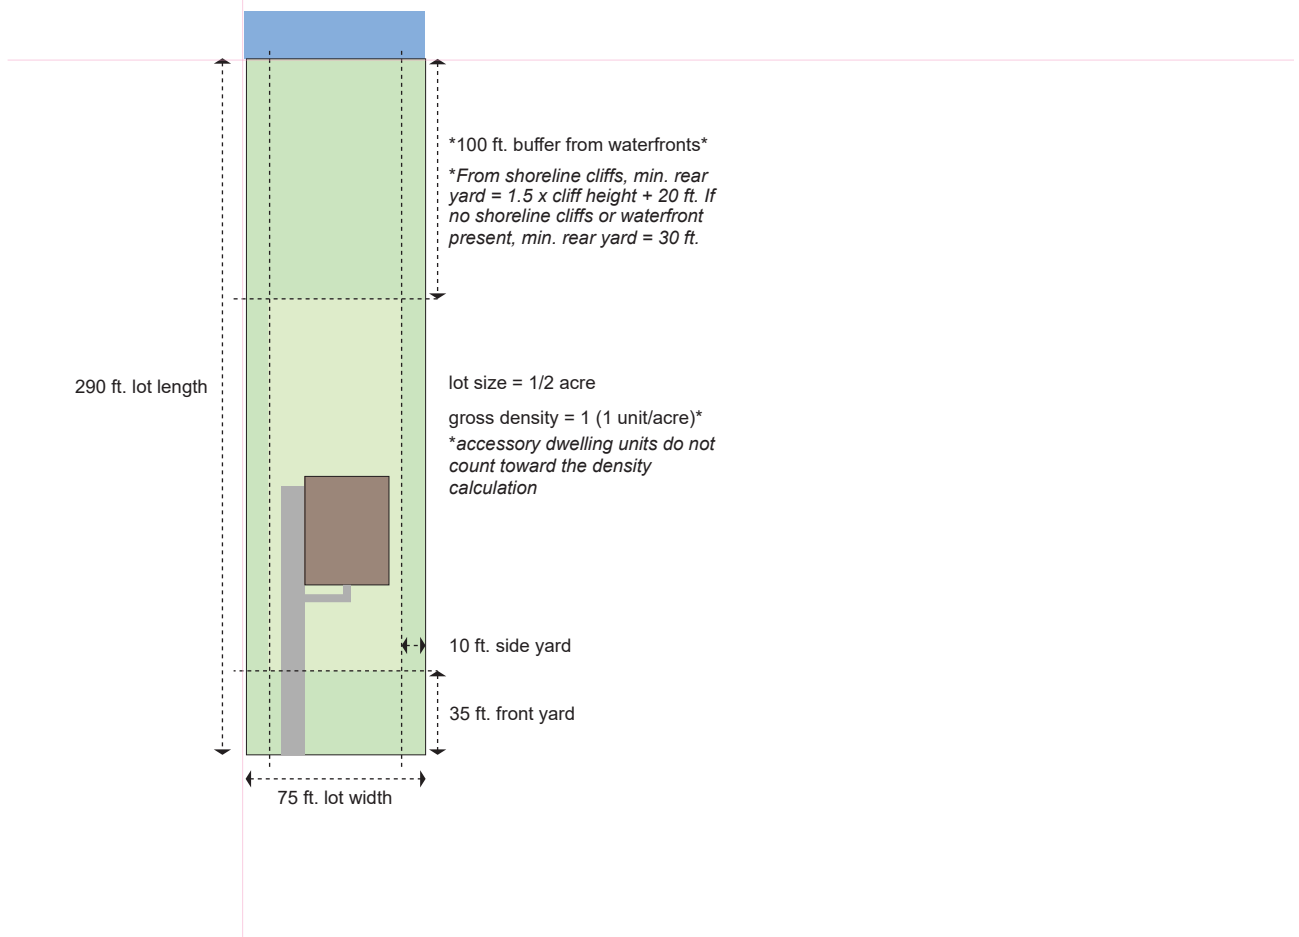 *100 ft. buffer from waterfronts*
*From shoreline cliffs, min. rear
yard = 1.5 x cliff height + 20 ft. If
no shoreline cliffs or waterfront
present, min. rear yard = 30 ft.
290 ft. lot length
lot size = 1/2 acre
gross density = 1 (1 unit/acre)*
*accessory dwelling units do not
count toward the density
calculation
10 ft. side yard
35 ft. front yard
75 ft. lot width